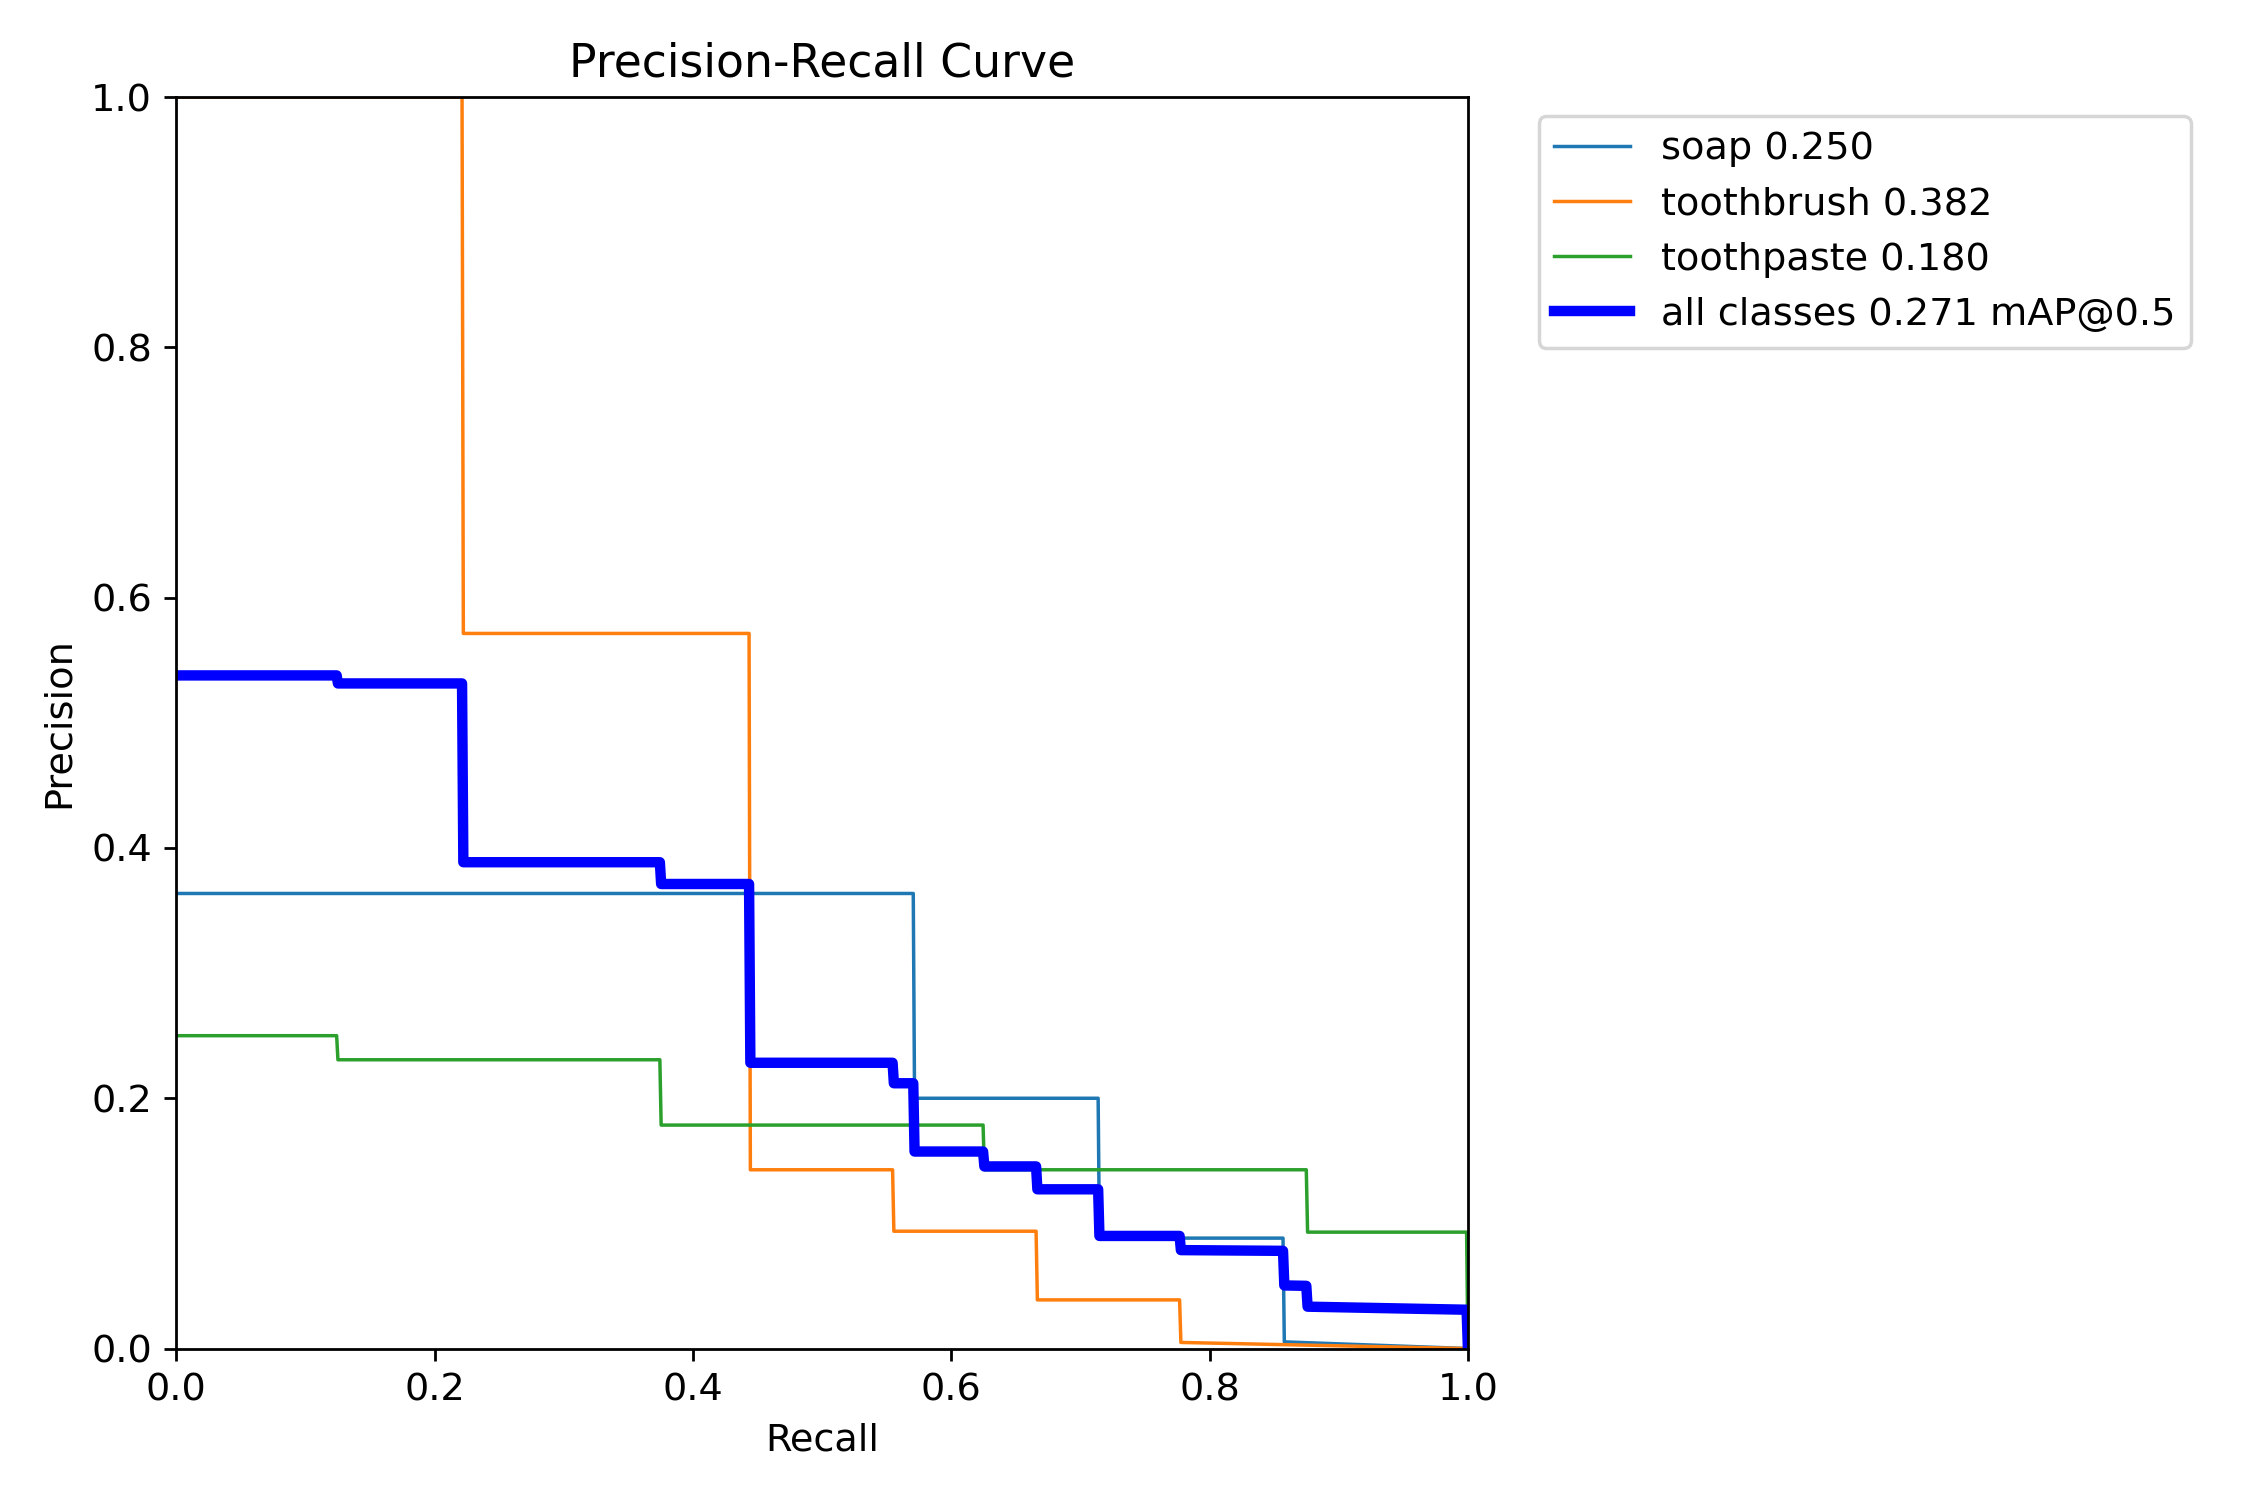 Precision-Recall Curve
1.0
0.8
0.6
0.4
0.2
0.0
Precision
0.0 0.2 0.4 0.6 0.8 1.0
Recall
soap 0.250
toothbrush 0.382
toothpaste 0.180
all classes 0.271 mAP@0.5